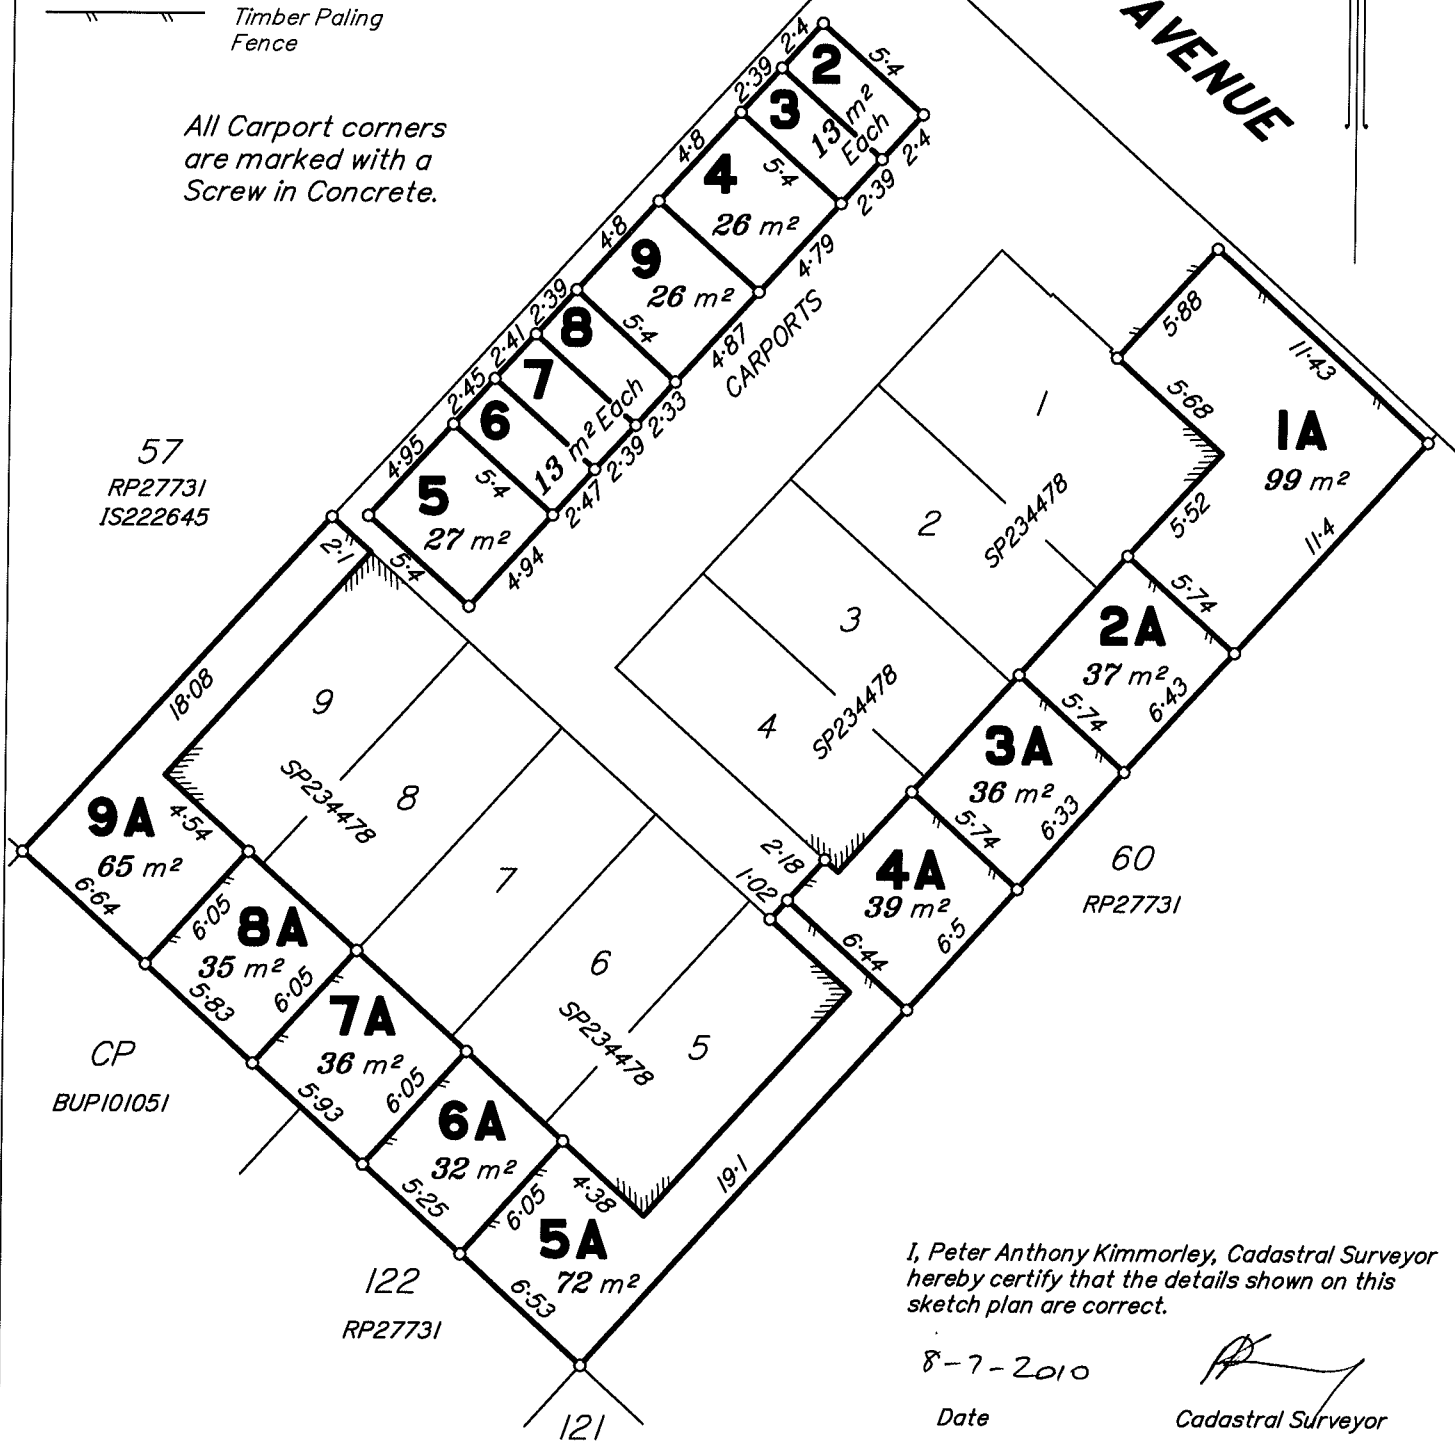 Timber Paling
Fence
AVENUE
All Carport corners
are marked with a
Screw in Concrete.
2.4
2
5.4
2.39
3
13 m² Each
2.4
4.8
4
5.4
2.39
26 m²
4.8
9
4.79
26 m²
2.39
8
5.4
4.87
CARPORTS
2.41
7
2.33
2.45
6
13 m² Each
2.39
4.95
5
5.4
2.47
27 m²
5.4
4.94
57
RP27731
IS222645
2.1
18.08
5.88
11.43
5.68
1A
99 m²
5.52
11.4
1
2
SP234478
5.74
2A
37 m²
3
5.74
6.43
4
SP234478
3A
36 m²
5.74
6.33
2.18
4A
39 m²
1.02
6.44
6.5
60
RP27731
9
SP234478
8
9A
4.54
65 m²
6.64
6.05
8A
35 m²
6.05
5.83
7
7A
36 m²
6.05
5.93
6
SP234478
5
CP
BUP101051
6A
32 m²
5.25
6.05
4.38
19.1
5A
72 m²
6.53
122
RP27731
121
I, Peter Anthony Kimmorley, Cadastral Surveyor
hereby certify that the details shown on this
sketch plan are correct.
8-7-2010
Date
Cadastral Surveyor